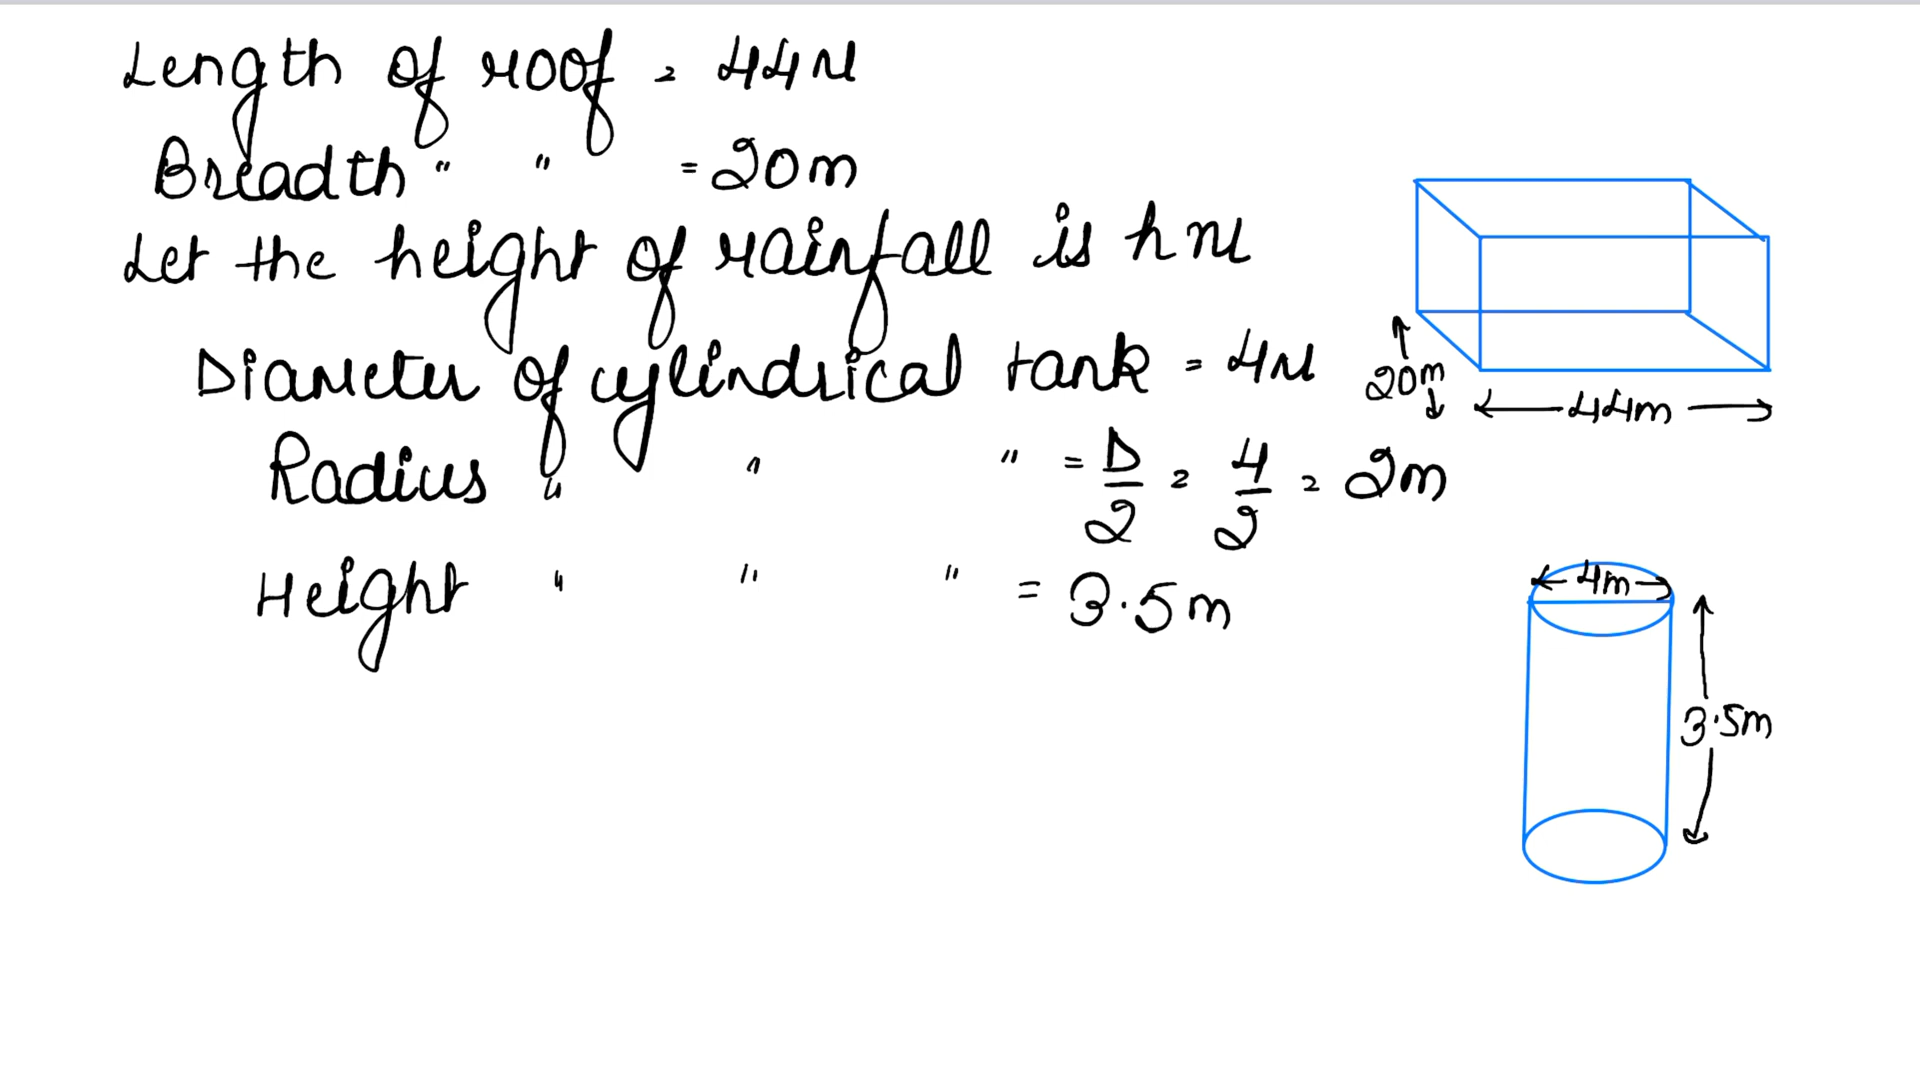 Length of roof = 44m
Breadth " " = 20m
Let the height of rainfall is h m
Diameter of cylindrical tank = 4m
Radius " " " = D/2 = 4/2 = 2m
Height " " " = 3.5m
20m
44m
4m
3.5m